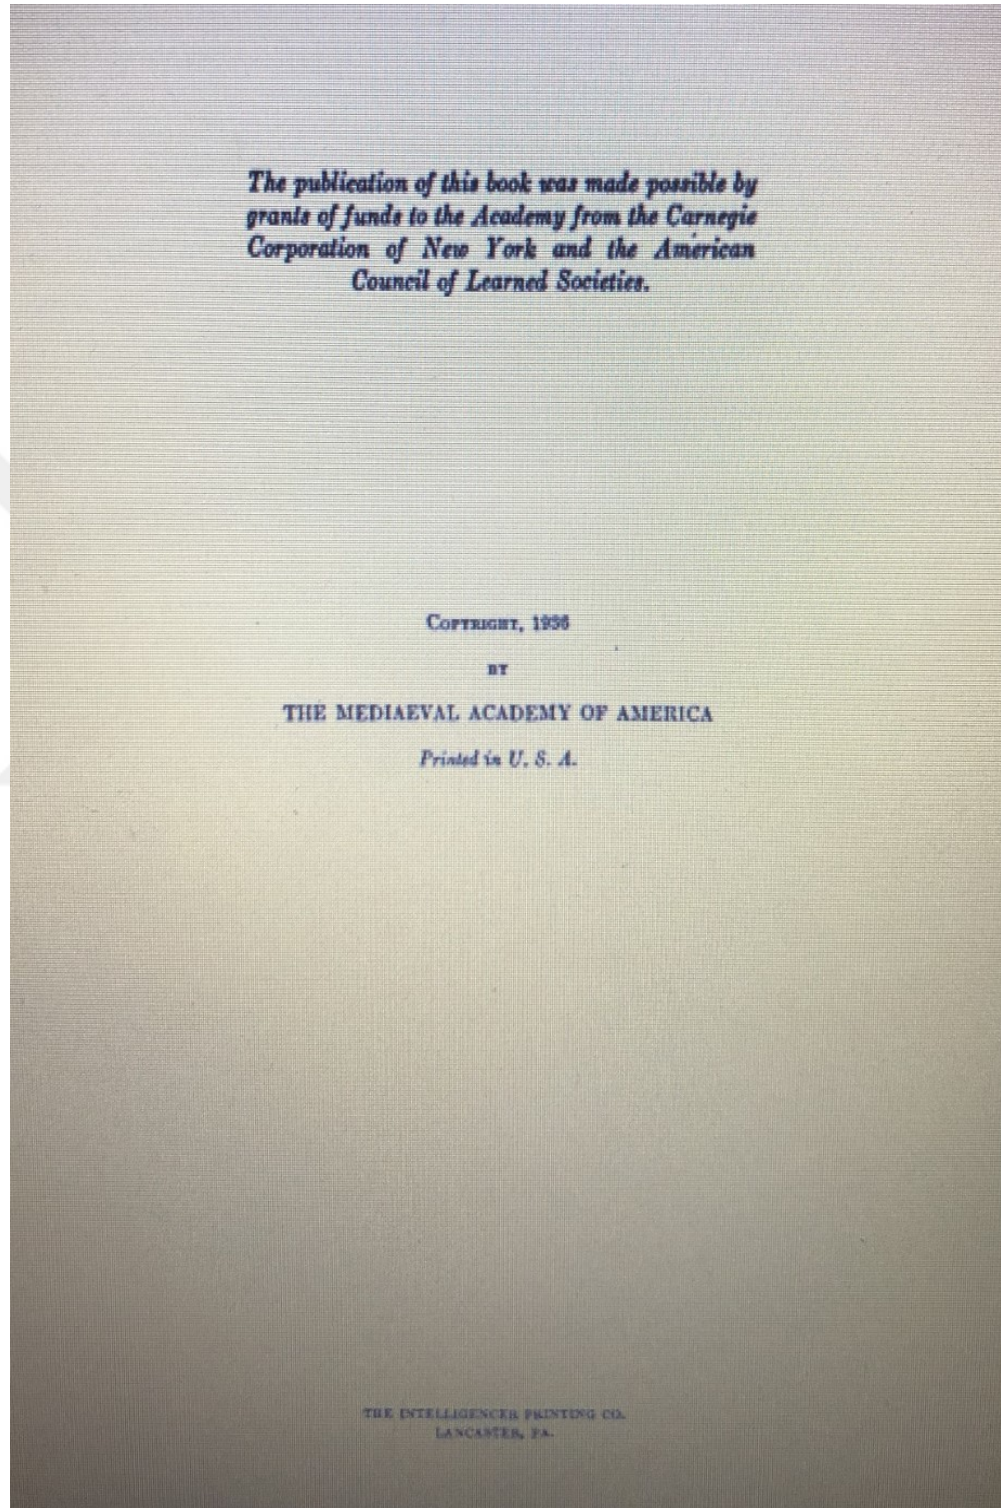 The publication of this book was made possible by
grants of funds to the Academy from the Carnegie
Corporation of New York and the American
Council of Learned Societies.
COPYRIGHT, 1936
BY
THE MEDIAEVAL ACADEMY OF AMERICA
Printed in U. S. A.
THE INTELLIGENCER PRINTING CO.
LANCASTER, PA.